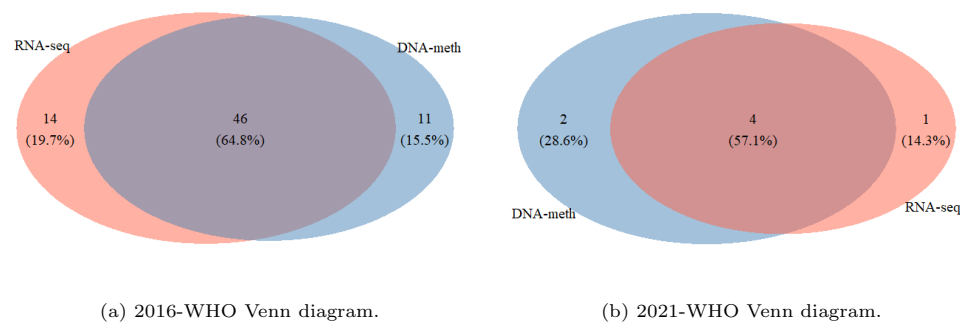 RNA-seq
DNA-meth
14
(19.7%)
46
(64.8%)
11
(15.5%)
2
(28.6%)
4
(57.1%)
1
(14.3%)
DNA-meth
RNA-seq
(a) 2016-WHO Venn diagram.
(b) 2021-WHO Venn diagram.